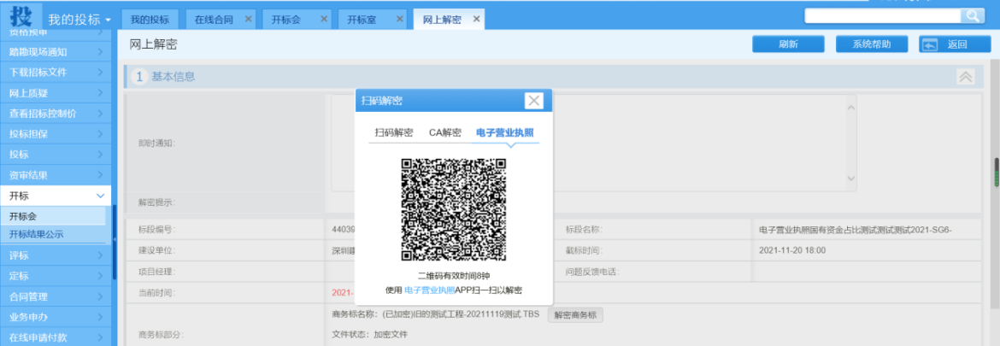 投 我的投标 我的投标 在线合同 × 开标会 × 开标室 × 网上解密 ×
资格预审
踏勘现场通知
下载招标文件
网上质疑
查看招标控制价
投标担保
投标
资审结果
开标
开标会
开标结果公示
评标
定标
合同管理
业务申办
在线申请付款
网上解密 刷新 系统帮助 返回
1 基本信息
即时通知:
解密提示:
标段编号: 44039
标段名称: 电子营业执照国有资金占比测试测试测试2021-SG6-
建设单位: 深圳建
截标时间: 2021-11-20 18:00
项目经理:
问题反馈电话:
当前时间: 2021-
商务标部分:
商务标名称：(已加密)旧的测试工程-20211119测试.TBS 解密商务标
文件状态：加密文件
扫码解密
扫码解密 CA解密 电子营业执照
二维码有效时间8钟
使用 电子营业执照APP扫一扫以解密